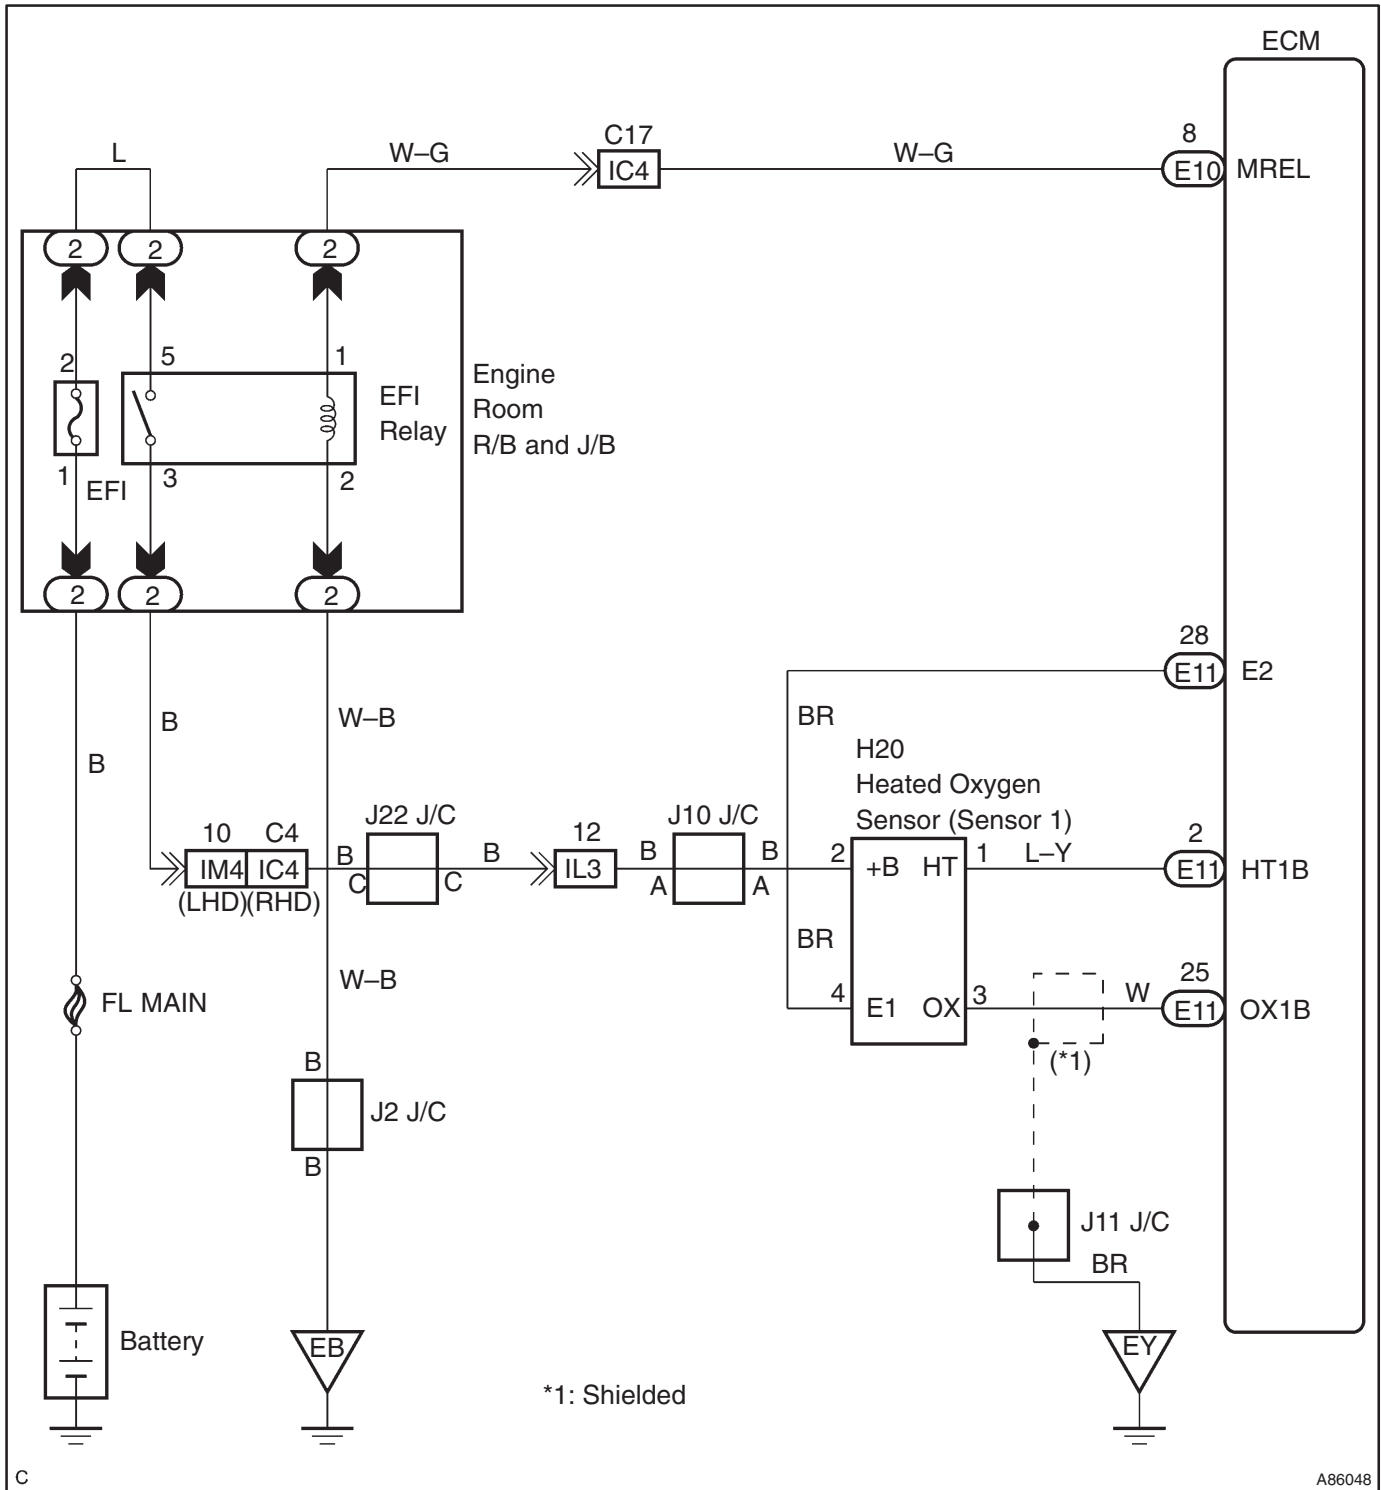 ECM
8
C17
L
W–G
IC4
W–G
E10
MREL
2
2
2
2
5
1
EFI
Relay
Engine
Room
R/B and J/B
1
EFI
3
2
2
2
2
28
E11
E2
B
W–B
BR
B
H20
Heated Oxygen
Sensor (Sensor 1)
10
C4
J22 J/C
12
J10 J/C
2
IM4
IC4
B
B
IL3
B
B
2
+B
HT
1
L–Y
E11
HT1B
(LHD)(RHD)
C
C
A
A
BR
W–B
25
FL MAIN
4
E1
OX
3
W
E11
OX1B
(*1)
B
J2 J/C
B
J11 J/C
BR
Battery
EB
EY
*1: Shielded
C
A86048